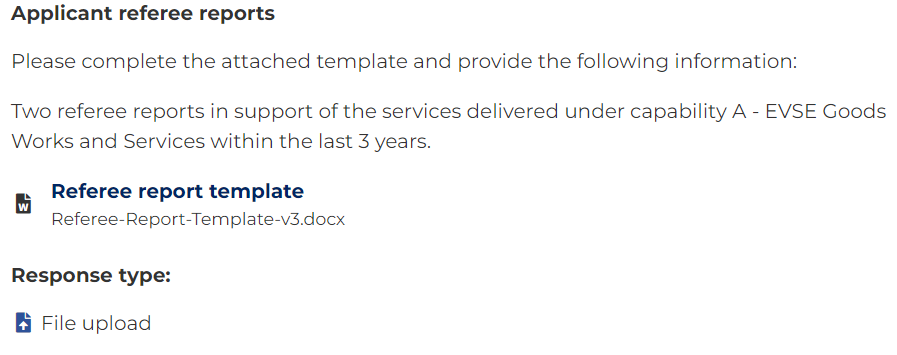 Applicant referee reports
Please complete the attached template and provide the following information:
Two referee reports in support of the services delivered under capability A - EVSE Goods
Works and Services within the last 3 years.
Referee report template
Referee-Report-Template-v3.docx
Response type:
File upload